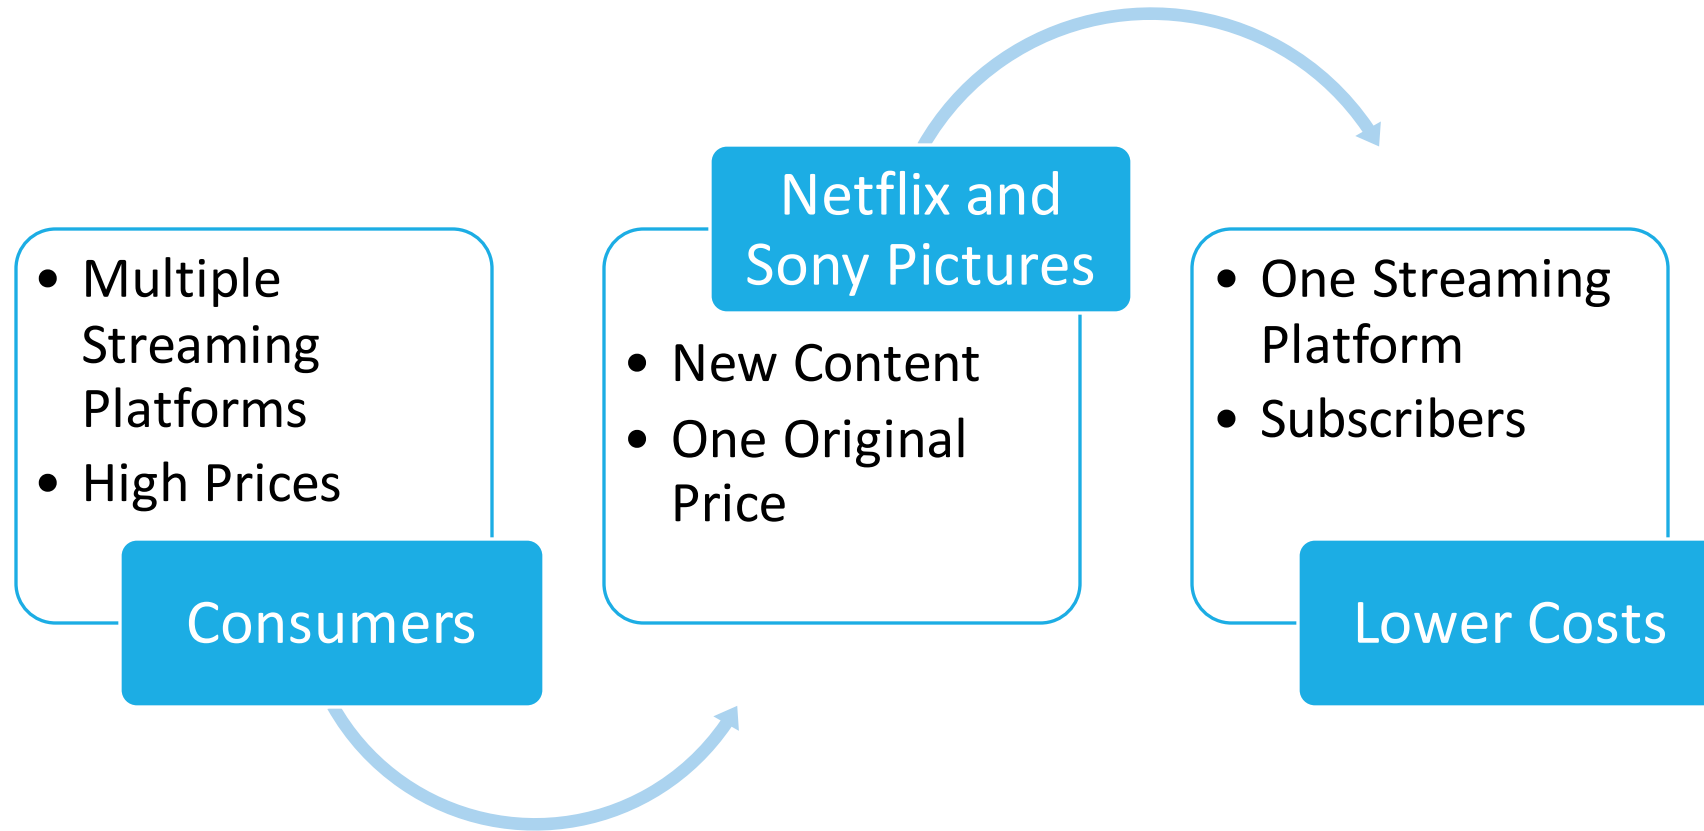 • Multiple
Streaming
Platforms
• High Prices
Consumers
Netflix and
Sony Pictures
• New Content
• One Original
Price
• One Streaming
Platform
• Subscribers
Lower Costs